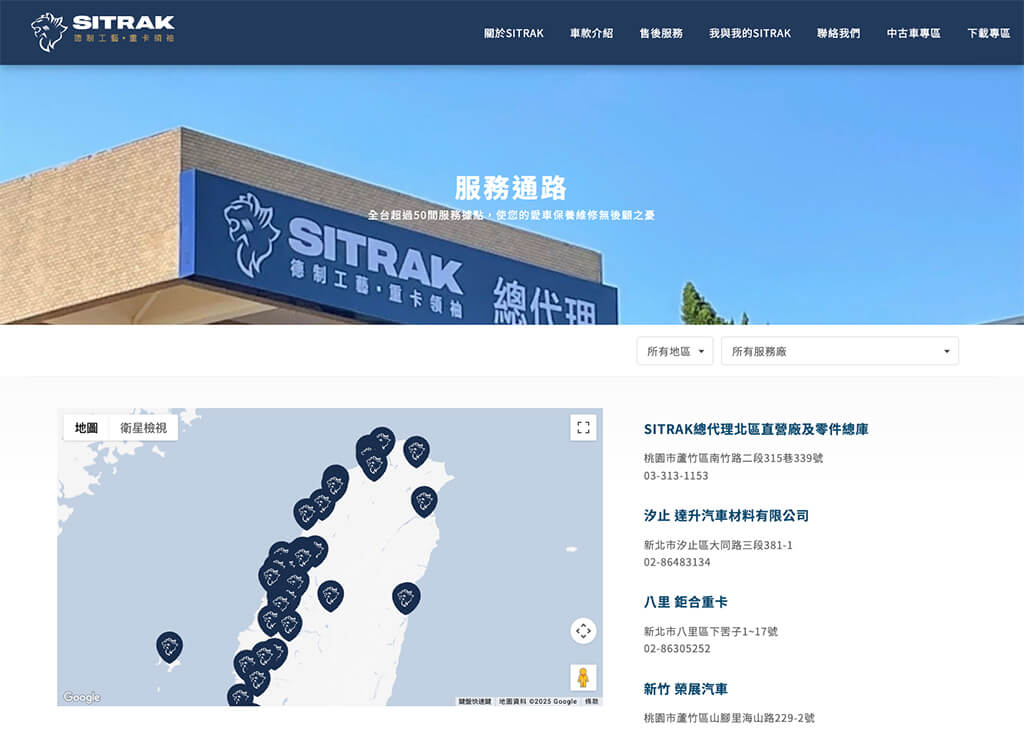 SITRAK
德制工藝·重卡領袖
關於SITRAK
車款介紹
售後服務
我與我的SITRAK
聯絡我們
中古車專區
下載專區
服務通路
全台超過50間服務據點，使您的愛車保養維修無後顧之憂
SITRAK
德制工藝·重卡領袖
總代理
所有地區
所有服務廠
地圖
衛星檢視
Google
鍵盤快速鍵
地圖資料 ©2025 Google
條款
SITRAK總代理北區直營廠及零件總庫
桃園市蘆竹區南竹路二段315巷339號
03-313-1153
汐止 達升汽車材料有限公司
新北市汐止區大同路三段381-1
02-86483134
八里 鉅合重卡
新北市八里區下罟子1~17號
02-86305252
新竹 榮展汽車
桃園市蘆竹區山腳里海山路229-2號